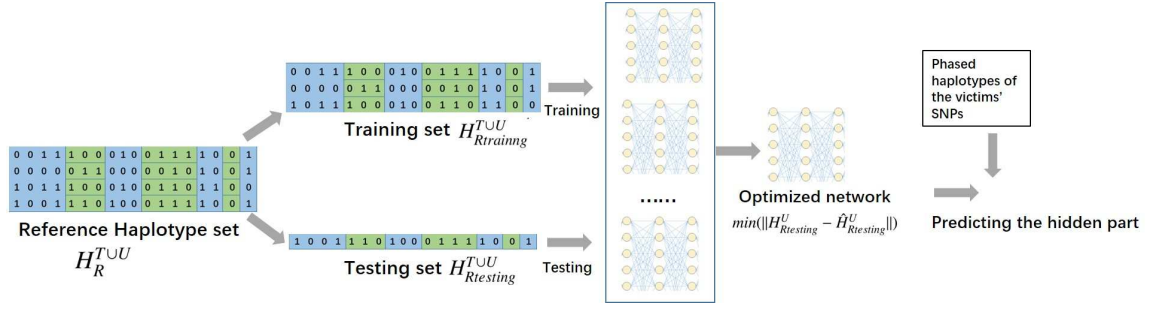 0 0 1 1 1 0 0 0 1 0 0 1 1 1 1 0 0 1
0 0 0 0 0 1 1 0 0 0 0 0 1 0 1 0 0 1
1 0 1 1 1 0 0 0 1 0 0 1 1 0 1 1 0 0
Training set H_{Rtrainng}^{T∪U}
Training
0 0 1 1 1 0 0 0 1 0 0 1 1 1 1 0 0 1
0 0 0 0 0 1 1 0 0 0 0 0 1 0 1 0 0 1
1 0 1 1 1 0 0 0 1 0 0 1 1 0 1 1 0 0
1 0 1 1 1 0 0 0 1 0 0 1 1 1 1 0 0 1
Reference Haplotype set
H_R^{T∪U}
1 0 0 1 1 1 0 1 0 0 0 1 1 1 1 0 0 1
Testing set H_{Rtesting}^{T∪U}
Testing
......
Optimized network
min(||H_{Rtesting}^U − Ĥ_{Rtesting}^U||)
Phased
haplotypes of
the victims'
SNPs
Predicting the hidden part